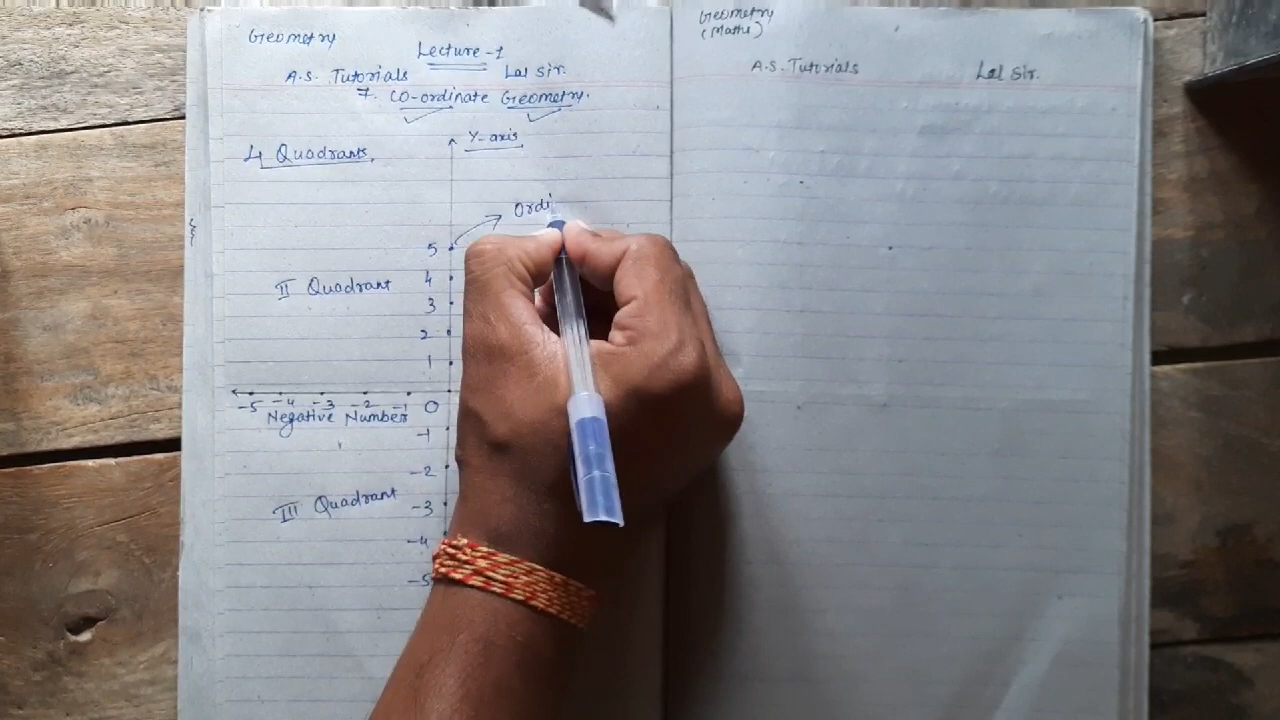 Geometry
Lecture-1
A.S. Tutorials Lal Sir.
7. CO-ordinate Geometry.
Y-axis
4 Quadrants.
Ordi
5
II Quadrant 4
3
2
1
-5 -4 -3 -2 -1 0
Negative Number
-1
-2
III Quadrant -3
-4
-5
Geometry
(Maths)
A.S. Tutorials Lal Sir.